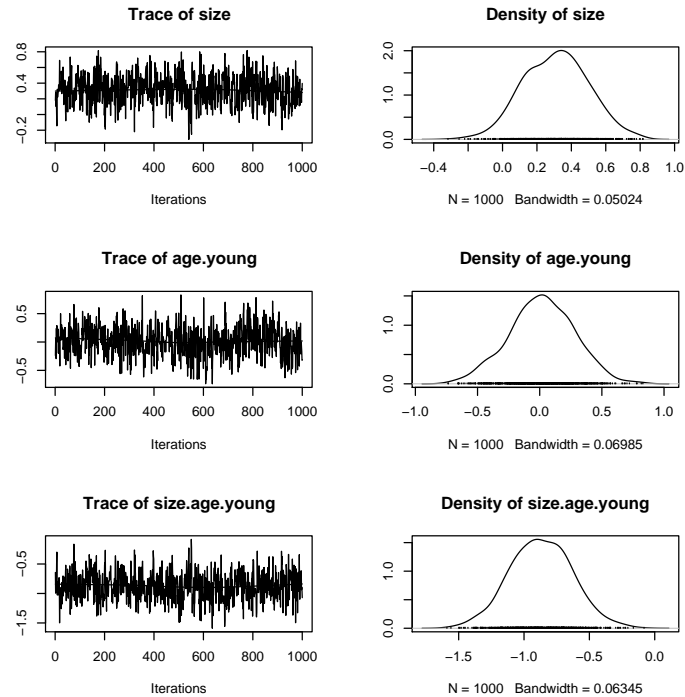 Trace of size
−0.2 0.4 0.8
0 200 400 600 800 1000
Iterations
Density of size
0.0 1.0 2.0
−0.4 0.0 0.2 0.4 0.6 0.8 1.0
N = 1000 Bandwidth = 0.05024
Trace of age.young
−0.5 0.5
0 200 400 600 800 1000
Iterations
Density of age.young
0.0 1.0
−1.0 −0.5 0.0 0.5 1.0
N = 1000 Bandwidth = 0.06985
Trace of size.age.young
−1.5 −0.5
0 200 400 600 800 1000
Iterations
Density of size.age.young
0.0 1.0
−1.5 −1.0 −0.5 0.0
N = 1000 Bandwidth = 0.06345